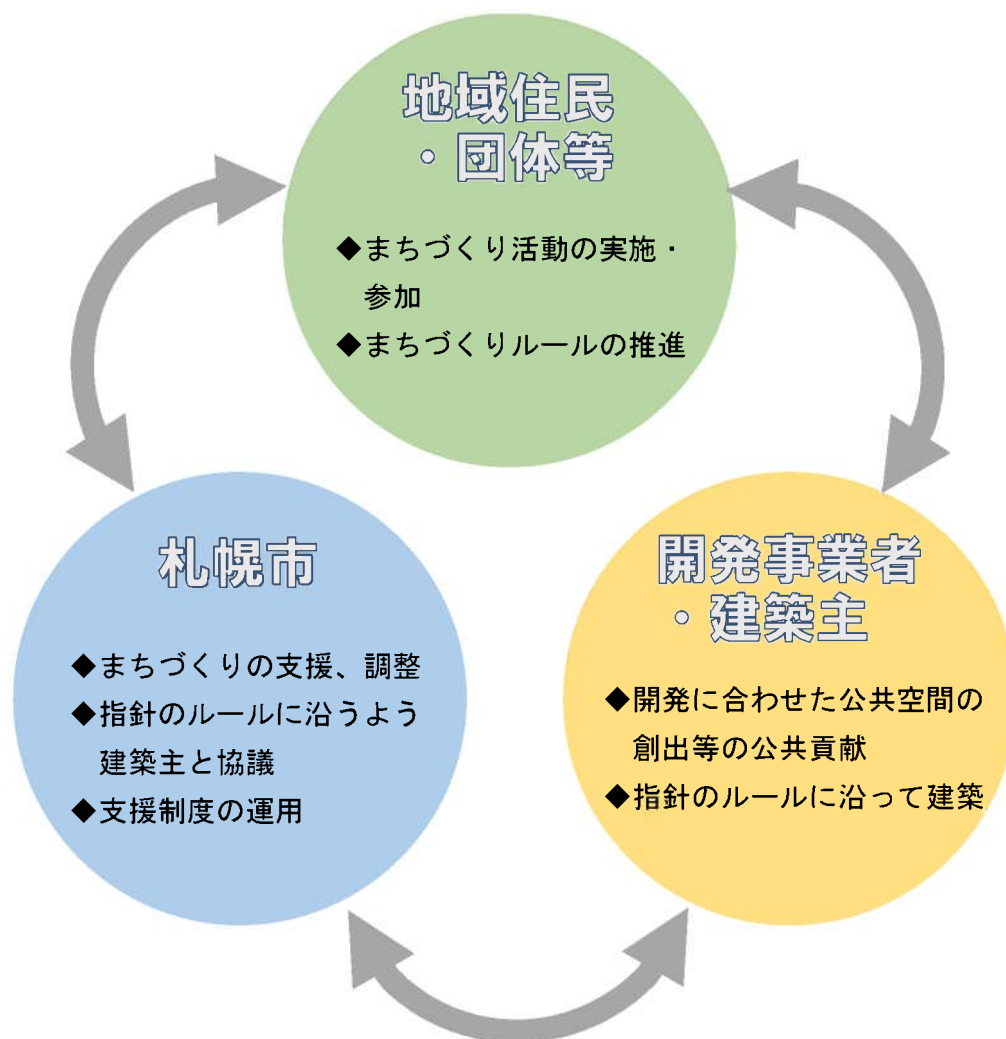 地域住民
・団体等
◆まちづくり活動の実施・
参加
◆まちづくりルールの推進
札幌市
◆まちづくりの支援、調整
◆指針のルールに沿うよう
建築主と協議
◆支援制度の運用
開発事業者
・建築主
◆開発に合わせた公共空間の
創出等の公共貢献
◆指針のルールに沿って建築